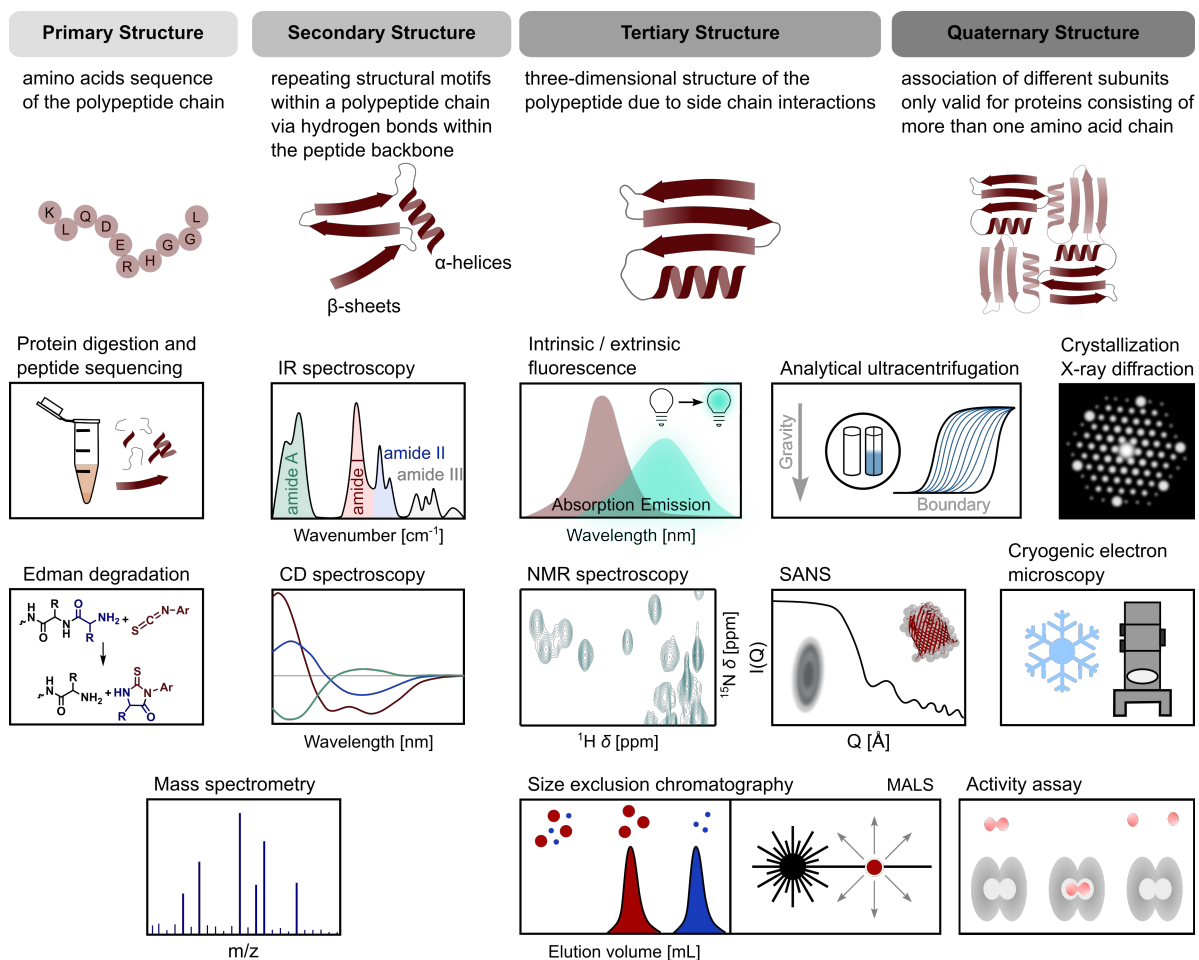 Primary Structure
Secondary Structure
Tertiary Structure
Quaternary Structure
amino acids sequence
of the polypeptide chain
repeating structural motifs
within a polypeptide chain
via hydrogen bonds within
the peptide backbone
three-dimensional structure of the
polypeptide due to side chain interactions
association of different subunits
only valid for proteins consisting of
more than one amino acid chain
K
L
Q
D
E
R
H
G
G
L
α-helices
β-sheets
Protein digestion and
peptide sequencing
IR spectroscopy
amide A
amide I
amide II
amide III
Wavenumber [cm-1]
Intrinsic / extrinsic
fluorescence
Absorption Emission
Wavelength [nm]
Analytical ultracentrifugation
Gravity
Boundary
Crystallization
X-ray diffraction
Edman degradation
H
N
R
O
N
H
O
NH2
R
+
S
C
N
Ar
H
N
R
O
NH2
+
S
HN
N
Ar
R
O
CD spectroscopy
Wavelength [nm]
NMR spectroscopy
15N δ [ppm]
1H δ [ppm]
SANS
I(Q)
Q [Å]
Cryogenic electron
microscopy
Mass spectrometry
m/z
Size exclusion chromatography
MALS
Elution volume [mL]
Activity assay